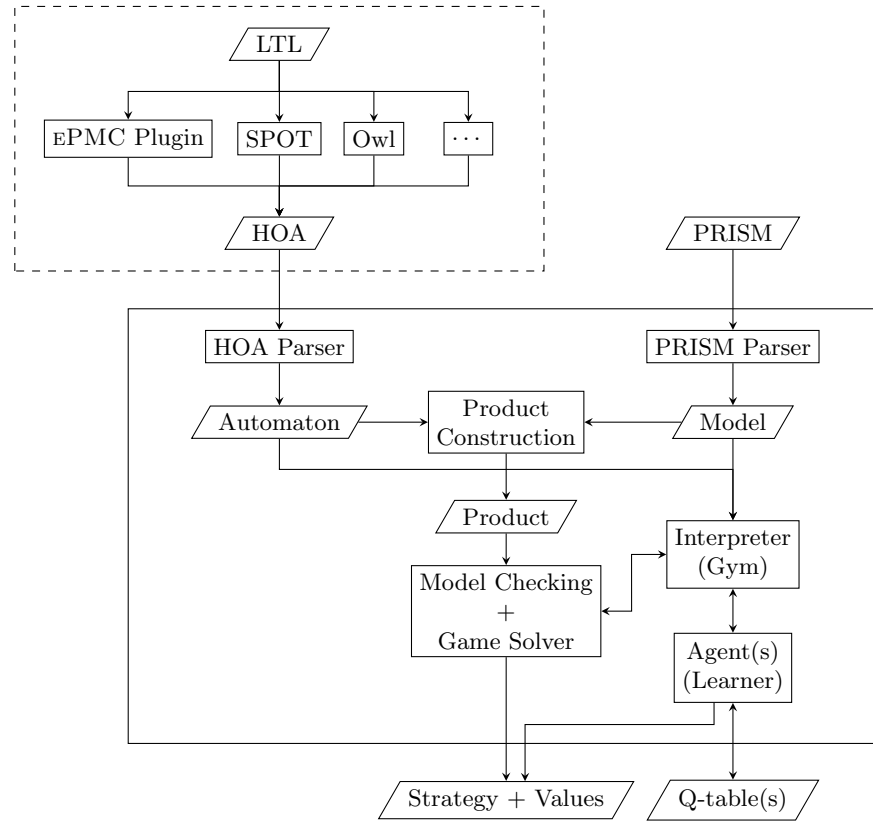 LTL
ePMC Plugin
SPOT
Owl
···
HOA
PRISM
HOA Parser
PRISM Parser
Automaton
Product
Construction
Model
Product
Interpreter
(Gym)
Model Checking
+
Game Solver
Agent(s)
(Learner)
Strategy + Values
Q-table(s)